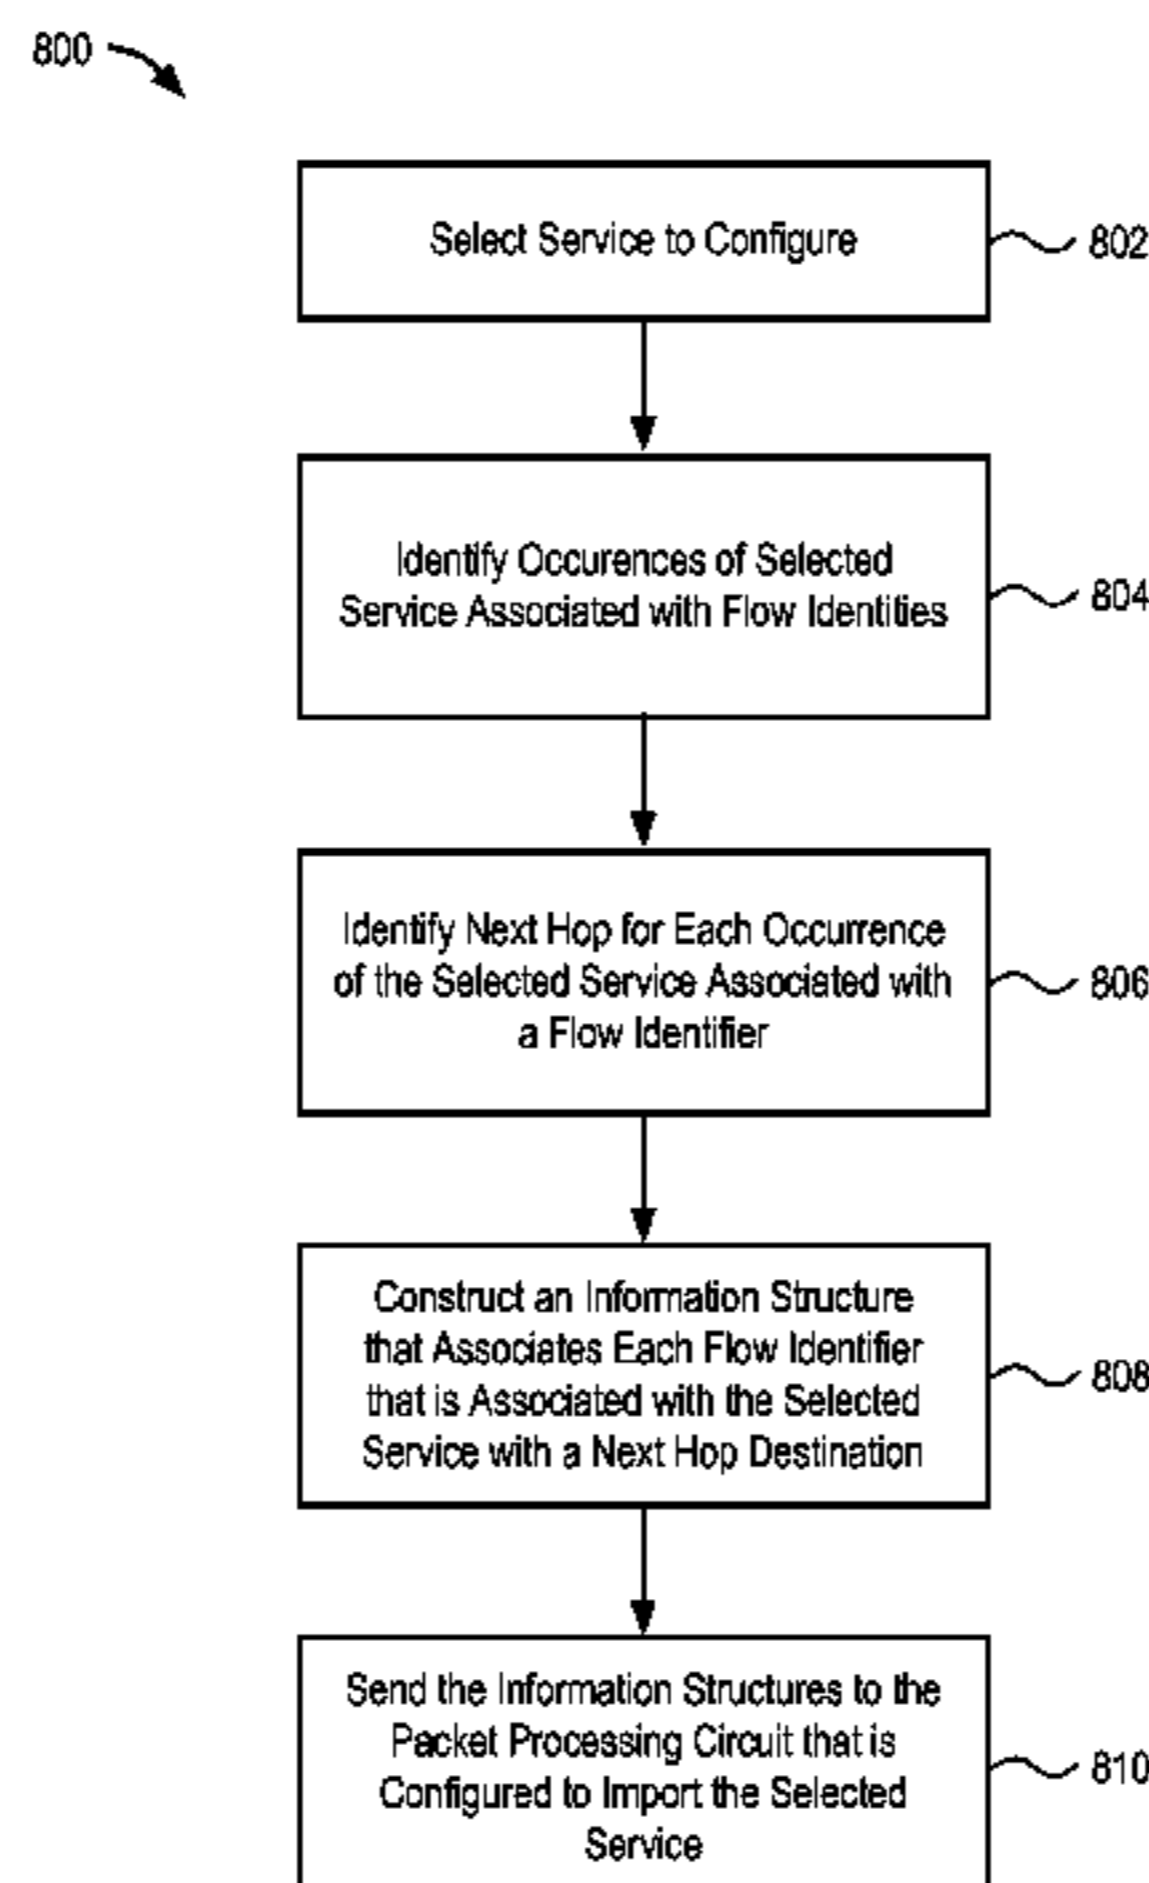 800
Select Service to Configure
802
Identify Occurences of Selected
Service Associated with Flow Identities
804
Identify Next Hop for Each Occurrence
of the Selected Service Associated with
a Flow Identifier
806
Construct an Information Structure
that Associates Each Flow Identifier
that is Associated with the Selected
Service with a Next Hop Destination
808
Send the Information Structures to the
Packet Processing Circuit that is
Configured to Import the Selected
Service
810